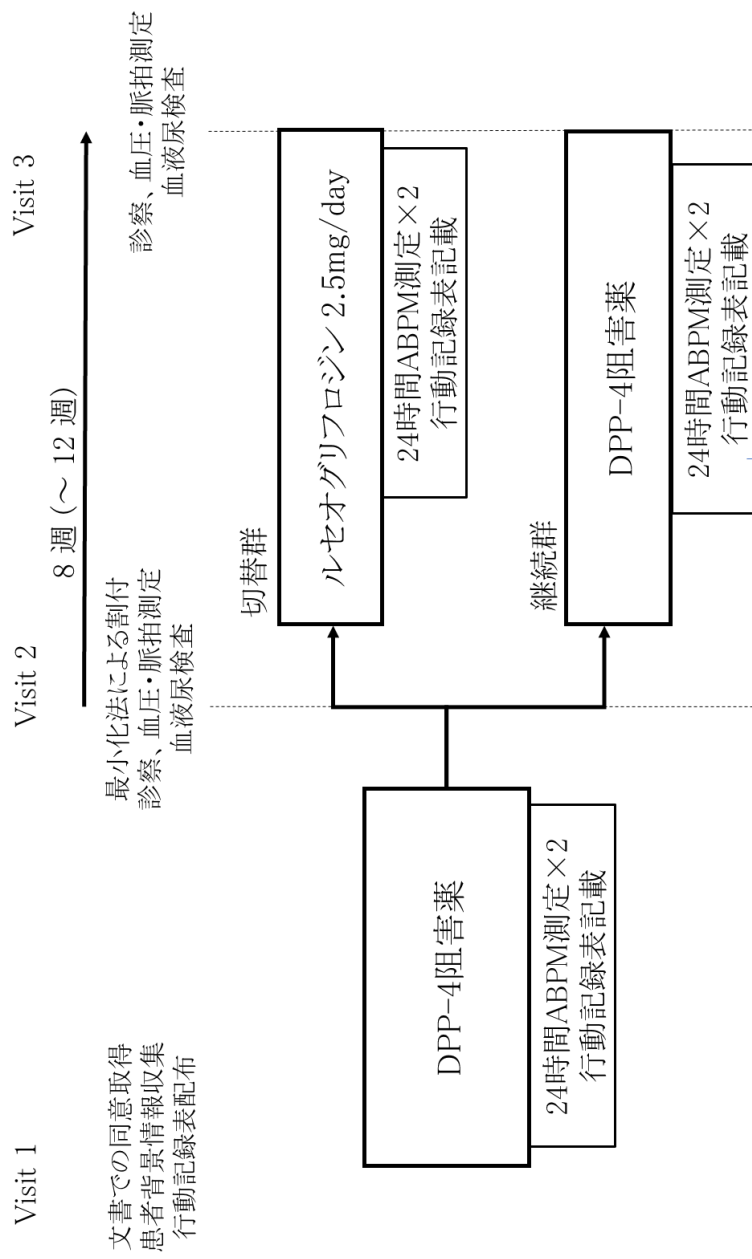 Visit 1
Visit 2
Visit 3
8 週 (～ 12 週)
文書での同意取得
患者背景情報収集
行動記録表配布
最小化法による割付
診察、血圧・脈拍測定
血液尿検査
診察、血圧・脈拍測定
血液尿検査
DPP-4阻害薬
24時間ABPM測定×2
行動記録表記載
切替群
ルセオグリフロジン 2.5mg/day
24時間ABPM測定×2
行動記録表記載
継続群
DPP-4阻害薬
24時間ABPM測定×2
行動記録表記載